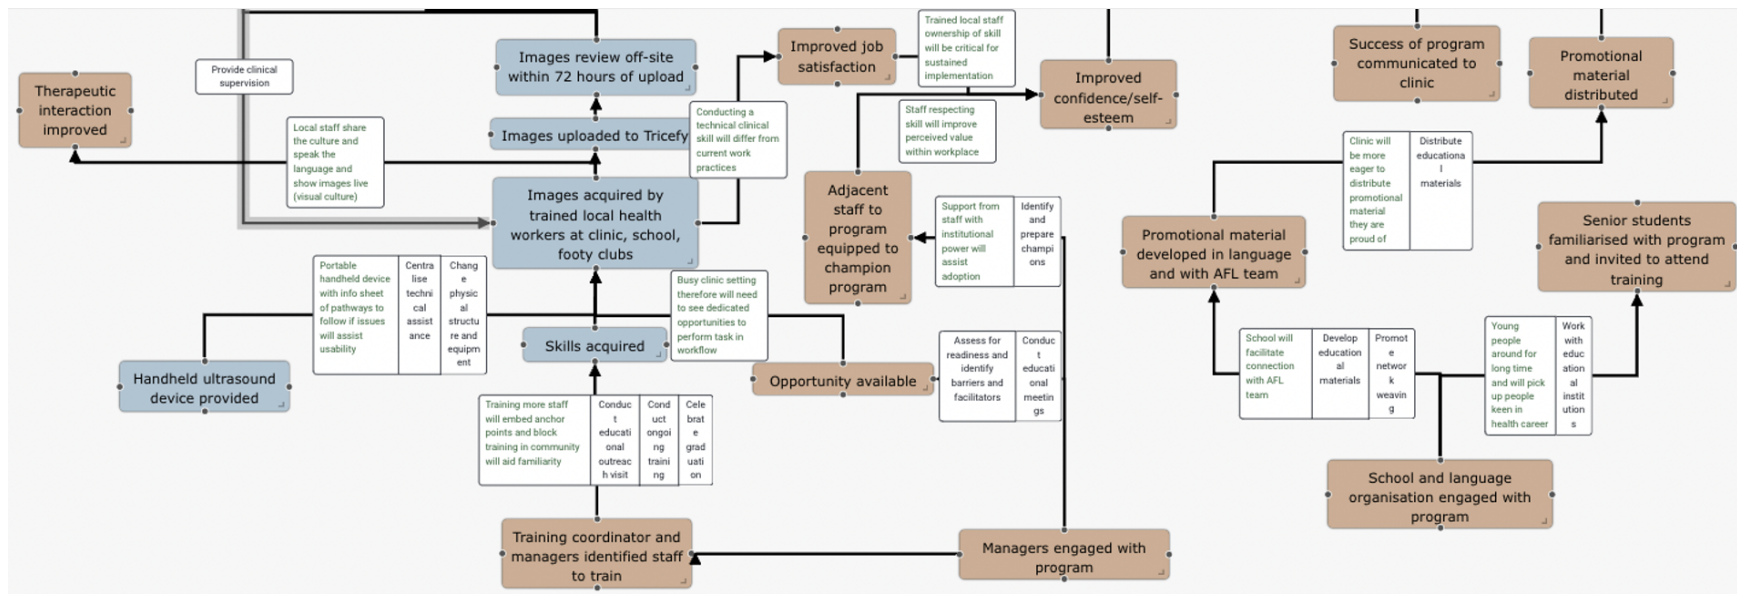 Therapeutic
interaction
improved
Provide clinical
supervision
Local staff share
the culture and
speak the
language and
show images live
(visual culture)
Images review off-site
within 72 hours of upload
Images uploaded to Tricefy
Images acquired by
trained local health
workers at clinic, school,
footy clubs
Conducting a
technical clinical
skill will differ from
current work
practices
Improved job
satisfaction
Trained local staff
ownership of skill
will be critical for
sustained
implementation
Staff respecting
skill will improve
perceived value
within workplace
Improved
confidence/self-
esteem
Success of program
communicated to
clinic
Promotional
material
distributed
Clinic will
be more
eager to
distribute
promotional
material
they are
proud of
Distribute
educationa
l
materials
Adjacent
staff to
program
equipped to
champion
program
Support from
staff with
institutional
power will
assist
adoption
Identify
and
prepare
champi
ons
Promotional material
developed in language
and with AFL team
Senior students
familiarised with program
and invited to attend
training
Portable
handheld device
with info sheet
of pathways to
follow if issues
will assist
usability
Centra
lise
techni
cal
assist
ance
Chang
e
physic
al
structu
re and
equipm
ent
Busy clinic setting
therefore will need
to see dedicated
opportunities to
perform task in
workflow
Skills acquired
Handheld ultrasound
device provided
Opportunity available
Assess for
readiness and
identify
barriers and
facilitators
Conduc
t
educati
onal
meetin
gs
School will
facilitate
connection
with AFL
team
Develop
education
al
materials
Promot
e
networ
k
weavin
g
Young
people
around for
long time
and will pick
up people
keen in
health career
Work
with
educ
ation
al
instit
ution
s
Training more staff
will embed anchor
points and block
training in community
will aid familiarity
Conduc
t
educati
onal
outreac
h visit
Cond
uct
ongoi
ng
traini
ng
Cele
brat
e
grad
uati
on
School and language
organisation engaged with
program
Training coordinator and
managers identified staff
to train
Managers engaged with
program